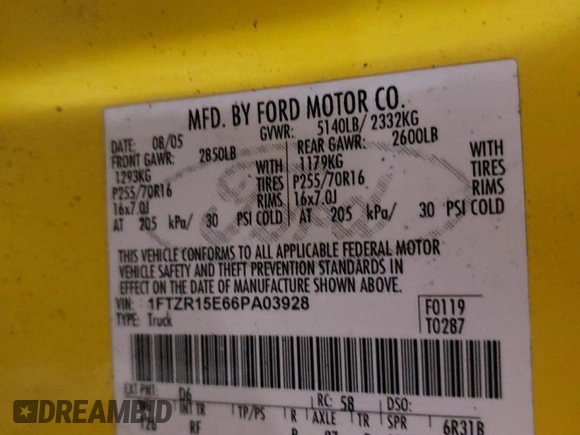 MFD. BY FORD MOTOR CO.
DATE: 08/05 GVWR: 5140LB/ 2332KG
FRONT GAWR: 2850LB REAR GAWR: 2600LB
1293KG WITH 1179KG WITH
P255/70R16 TIRES P255/70R16 TIRES
16x7.0J RIMS 16x7.0J RIMS
AT 205 kPa/ 30 PSI COLD AT 205 kPa/ 30 PSI COLD
THIS VEHICLE CONFORMS TO ALL APPLICABLE FEDERAL MOTOR
VEHICLE SAFETY AND THEFT PREVENTION STANDARDS IN
EFFECT ON THE DATE OF MANUFACTURE SHOWN ABOVE.
VIN: 1FTZR15E66PA03928 F0119
TYPE: Truck T0287
EXT PNT: D6 RC: 58 DSO:
INT TR TP/PS R AXLE TR SPR
RF 6R31B
DREAMBID